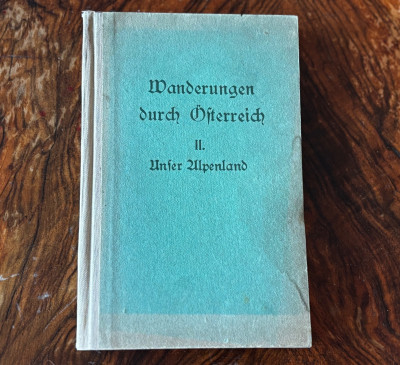 Wanderungen
durch Österreich
II.
Unser Alpenland